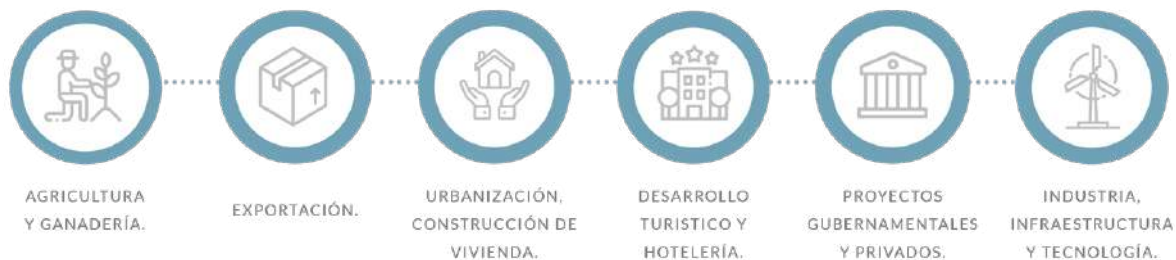 AGRICULTURA
Y GANADERÍA.
EXPORTACIÓN.
URBANIZACIÓN,
CONSTRUCCIÓN DE
VIVIENDA.
DESARROLLO
TURISTICO Y
HOTELERÍA.
PROYECTOS
GUBERNAMENTALES
Y PRIVADOS.
INDUSTRIA,
INFRAESTRUCTURA
Y TECNOLOGÍA.